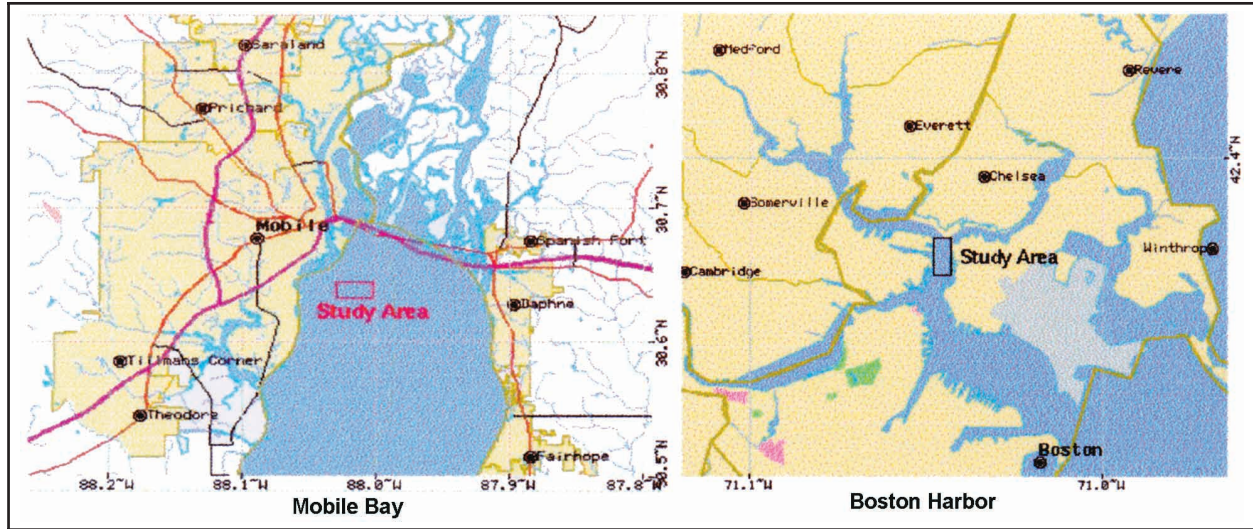 Saraland
30.8°N
Prichard
30.7°N
Mobile
Spanish Fort
Study Area
Daphne
30.6°N
Tillmans Corner
Theodore
Fairhope
30.5°N
88.2°W 88.1°W 88.0°W 87.9°W 87.8°W
Mobile Bay
Medford
Revere
Everett
42.4°N
Chelsea
Somerville
Study Area
Winthrop
Cambridge
Boston
71.1°W 71.0°W
Boston Harbor